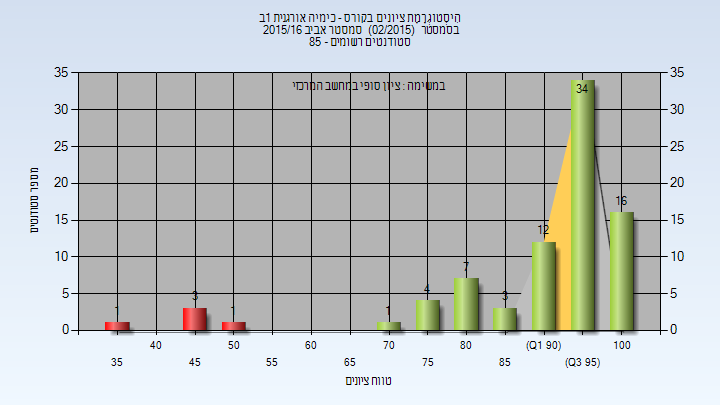 היסטוגרמת ציונים בקורס - כימיה אורגנית 1ב
בסמסטר (02/2015) סמסטר אביב 2015/16
סטודנטים רשומים - 85
במשימה : ציון סופי במחשב המרכזי
35 35
30 30
25 25
20 20
15 15
10 10
5 5
0 0
מספר סטודנטים
1 3 1 1 4 7 3 12 34 16
40 50 60 70 80 (Q1 90) 100
35 45 55 65 75 85 (Q3 95)
טווח ציונים